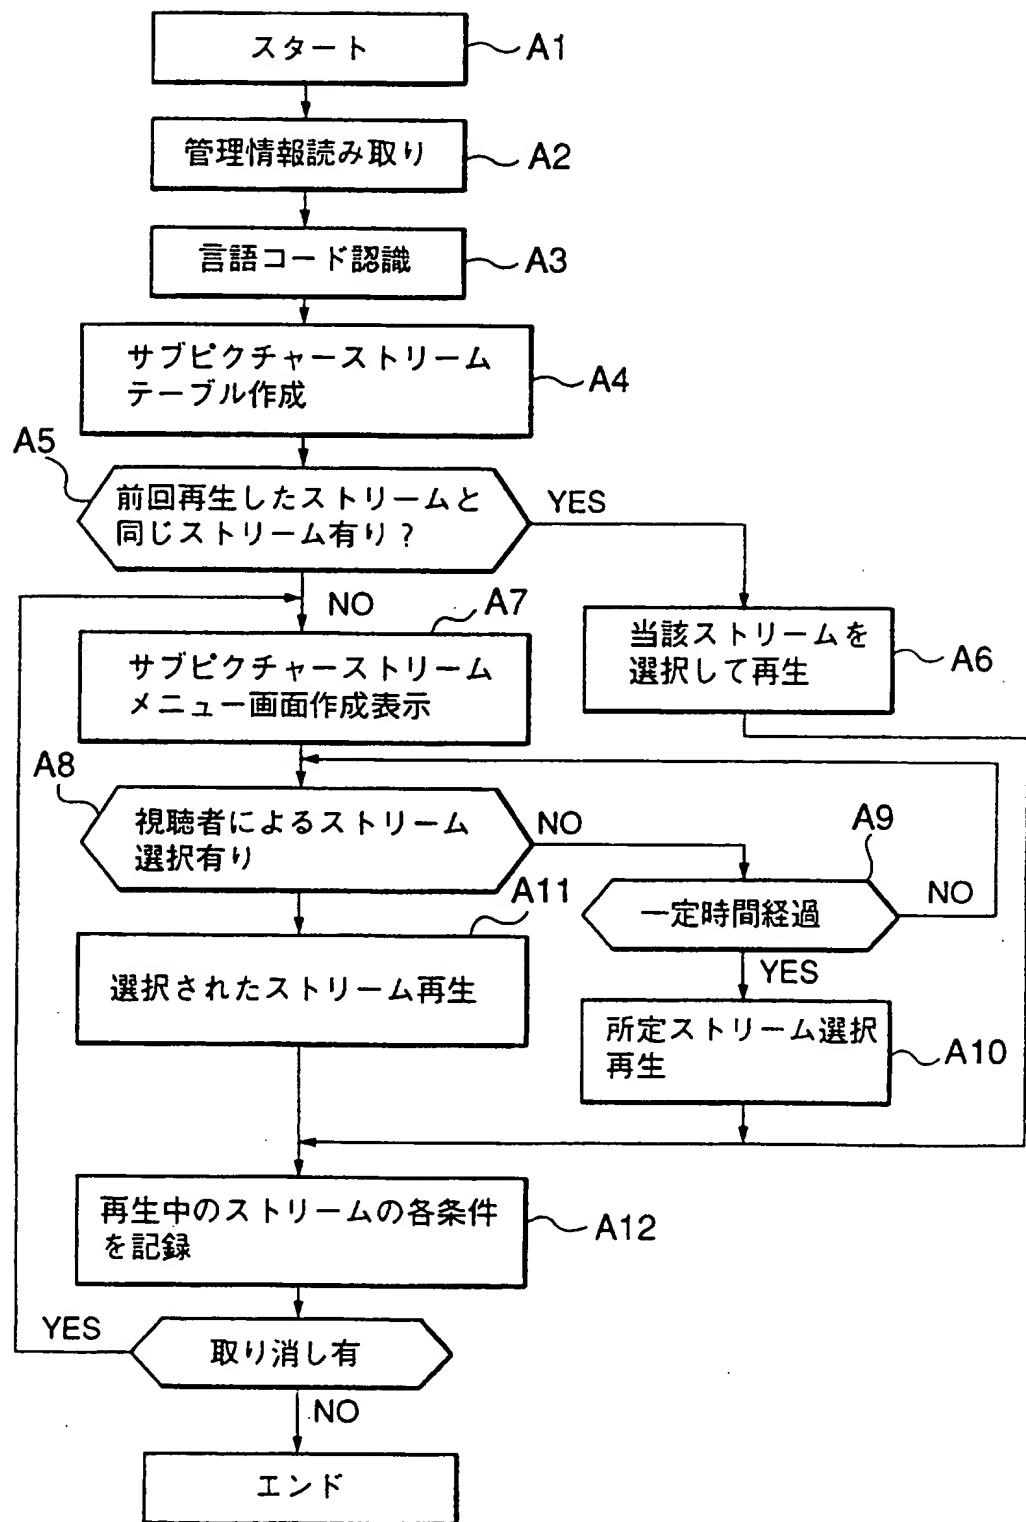 スタート
A1
管理情報読み取り
A2
言語コード認識
A3
サブピクチャーストリーム
テーブル作成
A4
A5
前回再生したストリームと
同じストリーム有り?
YES
NO
A7
当該ストリームを
選択して再生
A6
サブピクチャーストリーム
メニュー画面作成表示
A8
視聴者によるストリーム
選択有り
NO
A9
一定時間経過
NO
A11
YES
選択されたストリーム再生
所定ストリーム選択
再生
A10
再生中のストリームの各条件
を記録
A12
YES
取り消し有
NO
エンド